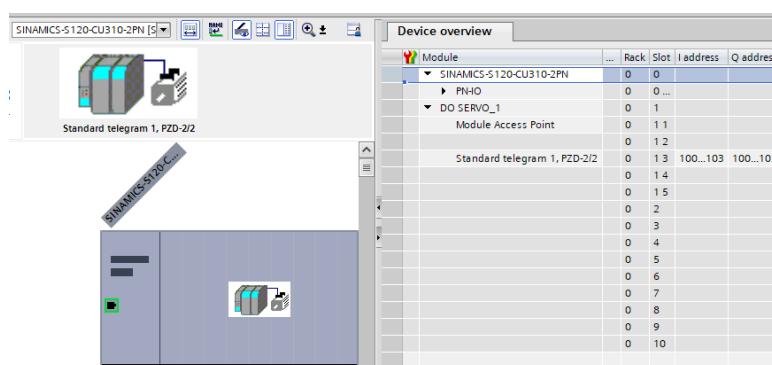 SINAMICS-S120-CU310-2PN [S
Device overview
Module ... Rack Slot I address Q addres
SINAMICS-S120-CU310-2PN 0 0
PN-IO 0 0 ...
DO SERVO_1 0 1
Module Access Point 0 1 1
0 1 2
Standard telegram 1, PZD-2/2 0 1 3 100...103 100...10
0 1 4
0 1 5
0 2
0 3
0 4
0 5
0 6
0 7
0 8
0 9
0 10
Standard telegram 1, PZD-2/2
SINAMICS-S120-C...